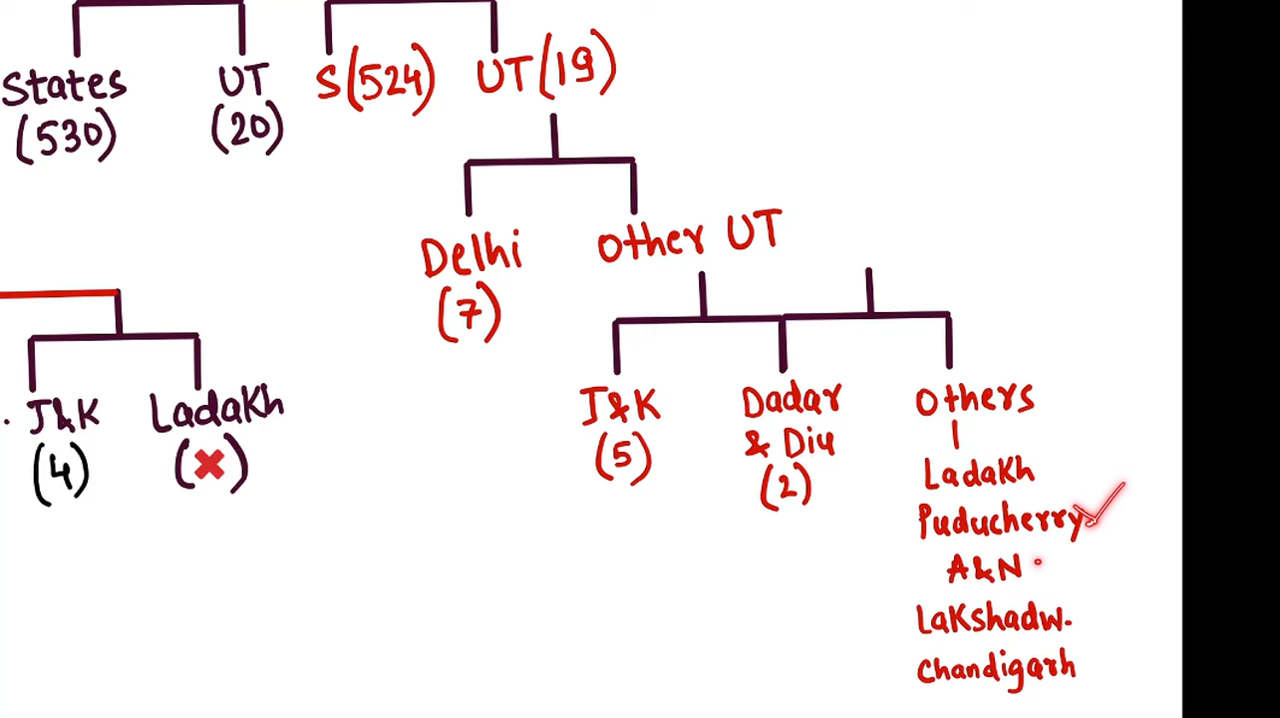 States UT S(524) UT(19)
(530) (20)
Delhi Other UT
(7)
. J&K Ladakh
(4) (✖)
J&K Dadar Others
(5) & Diu
(2)
Ladakh
Puducherry ✓
A&N
Lakshadw.
Chandigarh